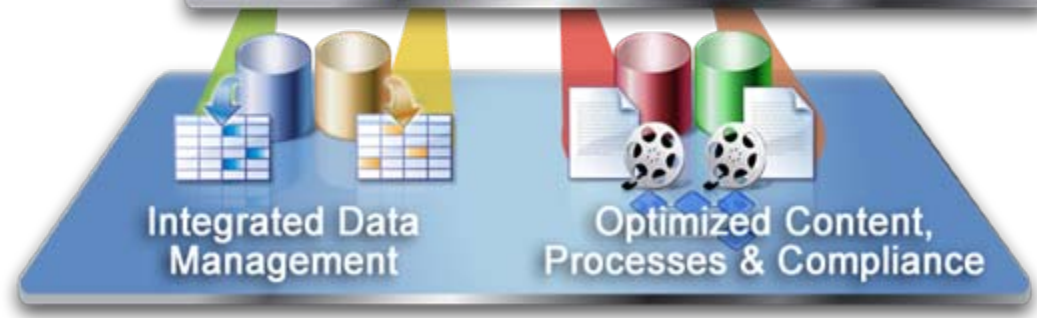 Integrated Data
Management
Optimized Content,
Processes & Compliance